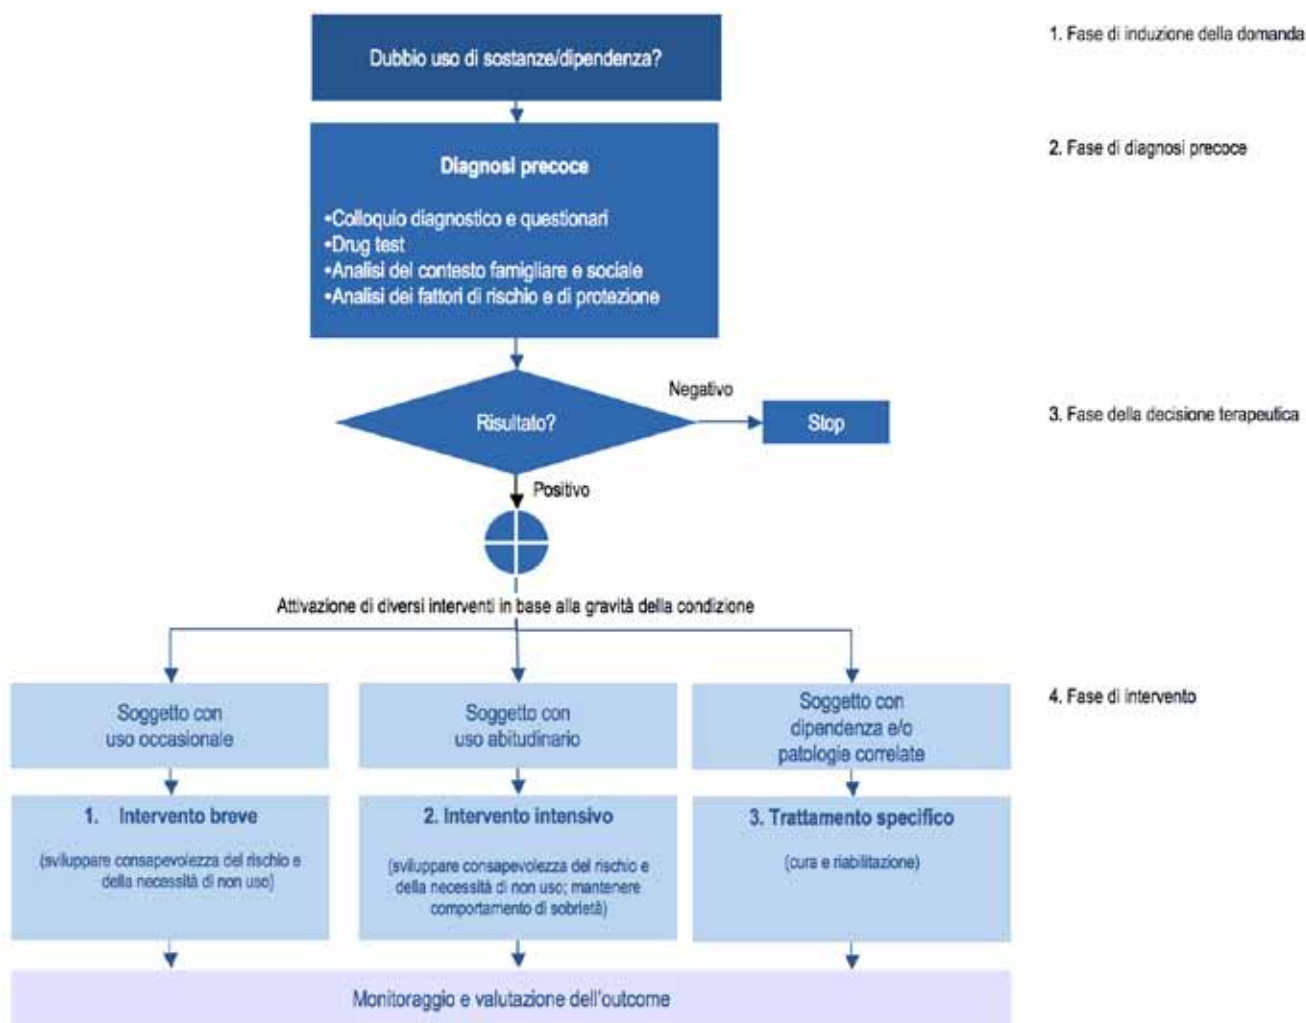 Dubbio uso di sostanze/dipendenza?
1. Fase di induzione della domanda
Diagnosi precoce
•Colloquio diagnostico e questionari
•Drug test
•Analisi del contesto famigliare e sociale
•Analisi dei fattori di rischio e di protezione
2. Fase di diagnosi precoce
Risultato?
Negativo
Stop
3. Fase della decisione terapeutica
Positivo
Attivazione di diversi interventi in base alla gravità della condizione
Soggetto con
uso occasionale
Soggetto con
uso abitudinario
Soggetto con
dipendenza e/o
patologie correlate
4. Fase di intervento
1. Intervento breve
(sviluppare consapevolezza del rischio e
della necessità di non uso)
2. Intervento intensivo
(sviluppare consapevolezza del rischio e
della necessità di non uso; mantenere
comportamento di sobrietà)
3. Trattamento specifico
(cura e riabilitazione)
Monitoraggio e valutazione dell'outcome